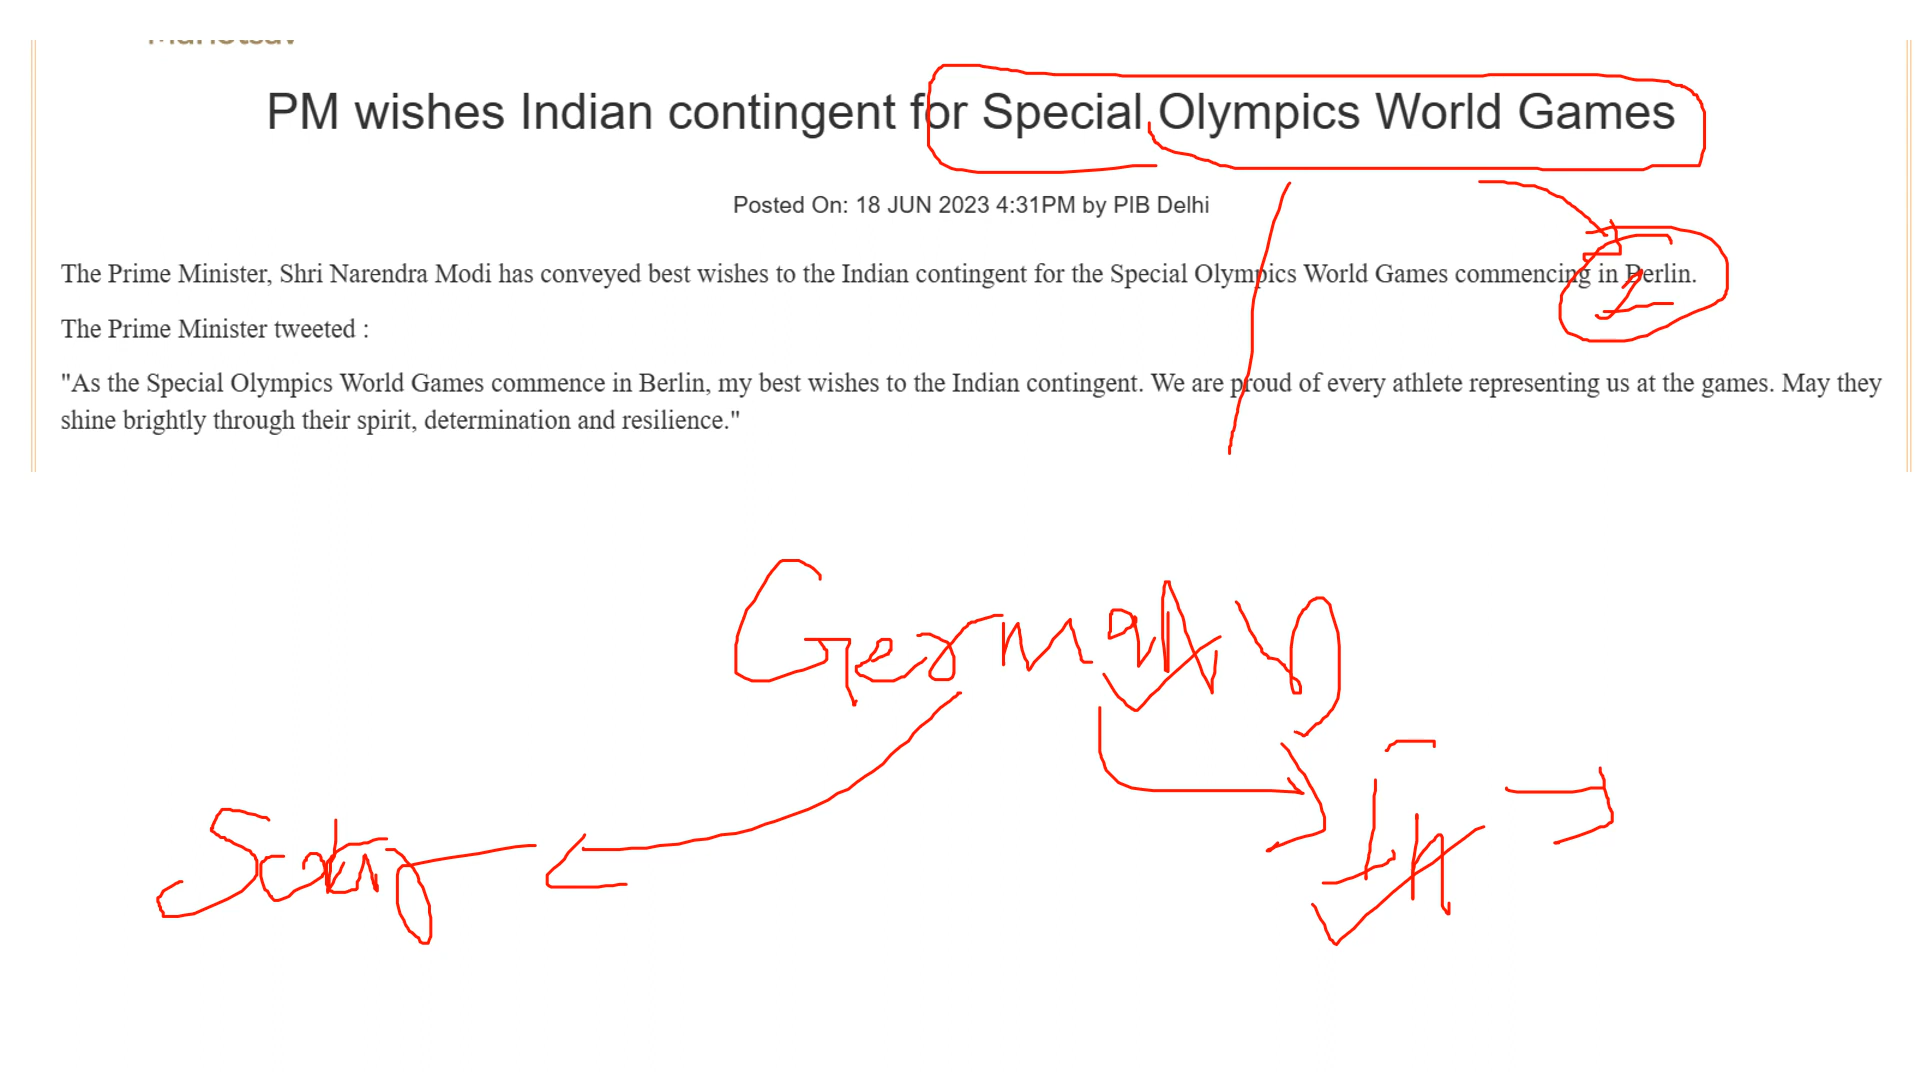 PM wishes Indian contingent for Special Olympics World Games
Posted On: 18 JUN 2023 4:31PM by PIB Delhi
The Prime Minister, Shri Narendra Modi has conveyed best wishes to the Indian contingent for the Special Olympics World Games commencing in Berlin.
The Prime Minister tweeted :
"As the Special Olympics World Games commence in Berlin, my best wishes to the Indian contingent. We are proud of every athlete representing us at the games. May they
shine brightly through their spirit, determination and resilience."
Germany